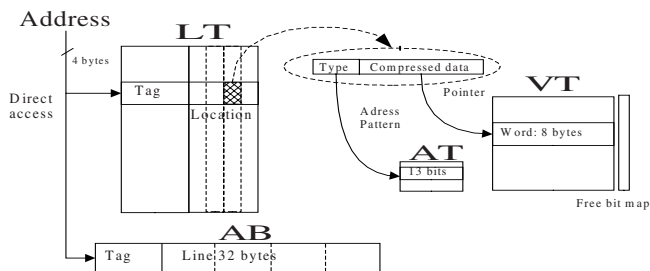 Address
LT
4 bytes
Type
Compressed data
Tag
Direct
access
Location
Pointer
Adress
Pattern
VT
Word: 8 bytes
AT
13 bits
Free bit map
AB
Tag
Line 32 bytes